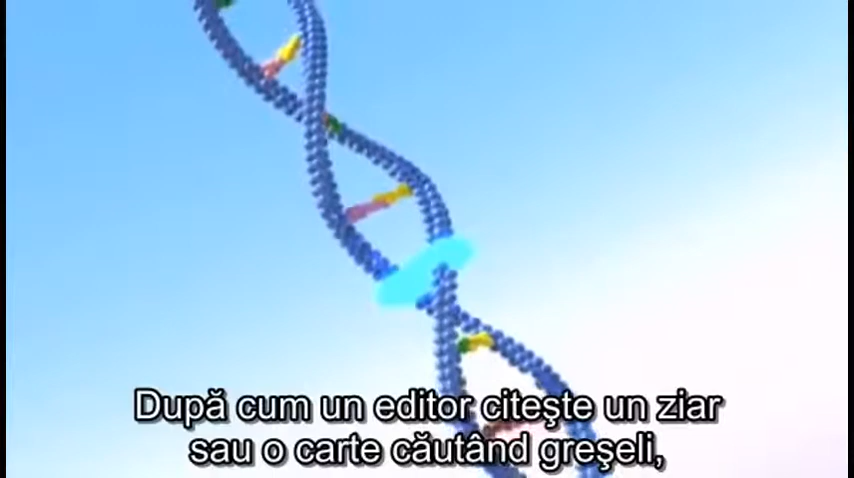 După cum un editor citeşte un ziar
sau o carte căutând greşeli,